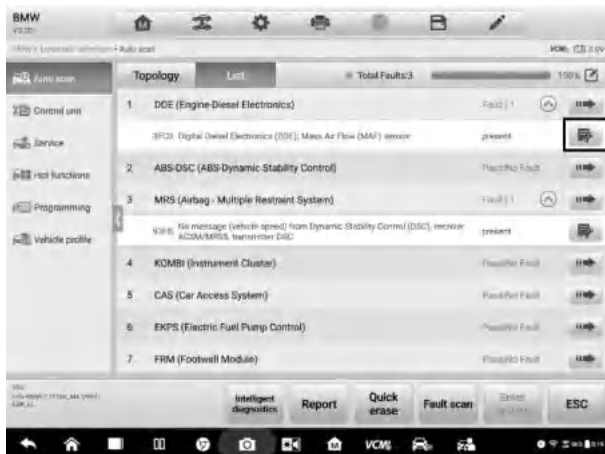 BMW
Auto scan
Auto scan
Topology
List
Total Faults:3
100%
Control unit
Service
Hot functions
Programming
Vehicle profile
1 DDE (Engine-Diesel Electronics) Fault | 1
Digital Diesel Electronics (DDE); Mass Air Flow (MAF) sensor present
2 ABS-DSC (ABS-Dynamic Stability Control) Pass/No Fault
3 MRS (Airbag - Multiple Restraint System) Fault | 1
No message (vehicle speed) from Dynamic Stability Control (DSC), receiver
ACSM/MRS5, transmitter DSC present
4 KOMBI (Instrument Cluster) Pass/No Fault
5 CAS (Car Access System) Pass/No Fault
6 EKPS (Electric Fuel Pump Control) Pass/No Fault
7 FRM (Footwell Module) Pass/No Fault
Intelligent
diagnostics
Report
Quick
erase
Fault scan
Enter
ESC
VCMI